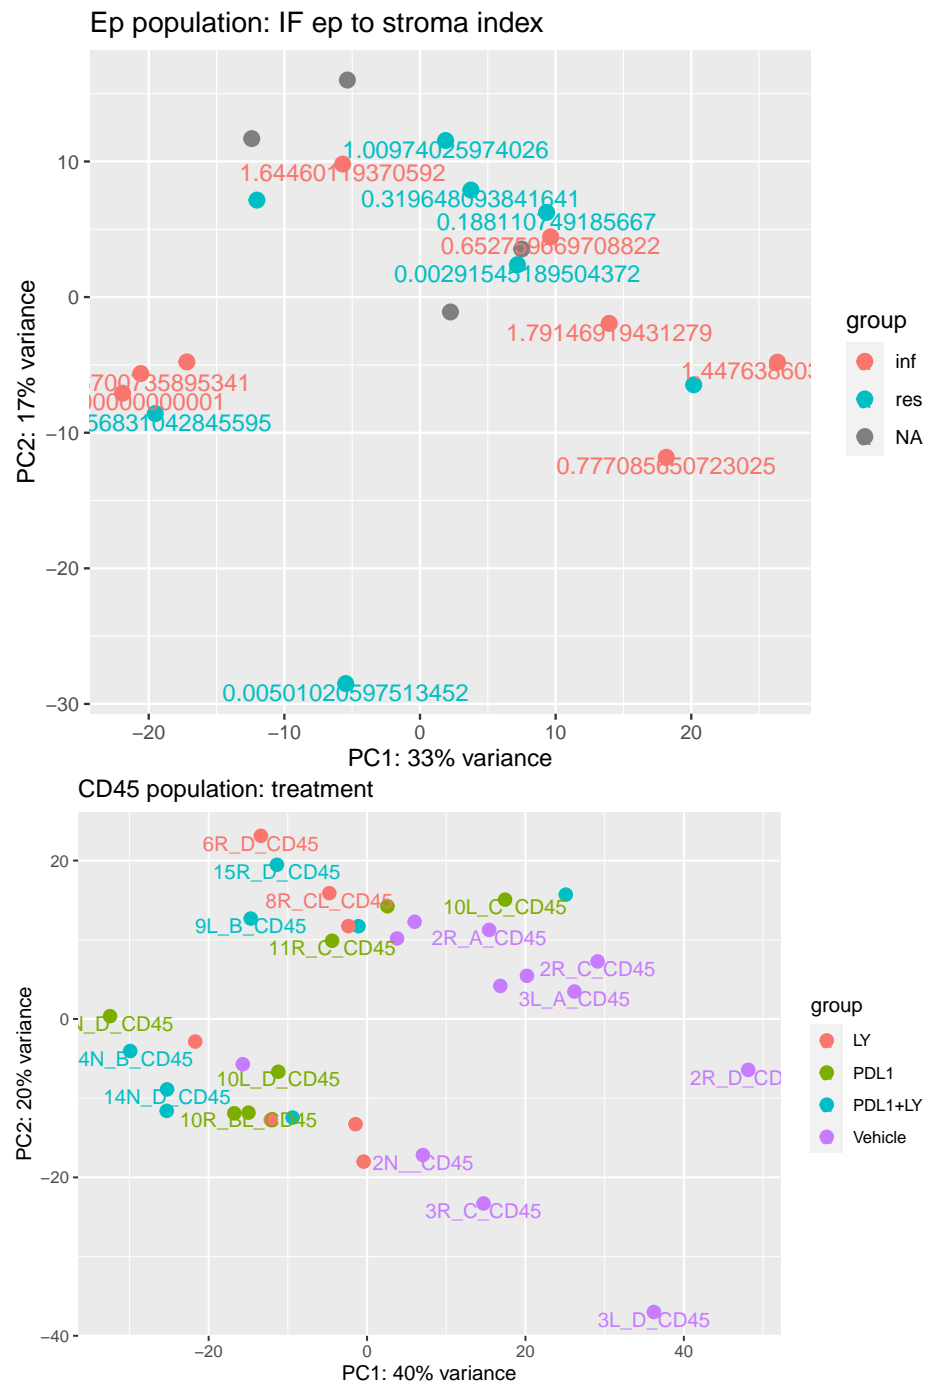 Ep population: IF ep to stroma index
10
0
−10
−20
−30
PC2: 17% variance
1.00974025974026
1.64460119370592
0.319648093841641
0.188110749185667
0.652759669708822
0.00291545189504372
1.79146919431279
1.44763860
700735895341
00000000001
56831042845595
0.777085650723025
0.00501020597513452
−20
−10
0
10
20
PC1: 33% variance
group
inf
res
NA
CD45 population: treatment
20
0
−20
−40
PC2: 20% variance
6R_D_CD45
15R_D_CD45
8R_CL_CD45
10L_C_CD45
9L_B_CD45
2R_A_CD45
11R_C_CD45
2R_C_CD45
3L_A_CD45
N_D_CD45
4N_B_CD45
10L_D_CD45
2R_D_CD
14N_D_CD45
10R_BL_CD45
2N__CD45
3R_C_CD45
3L_D_CD45
−20
0
20
40
PC1: 40% variance
group
LY
PDL1
PDL1+LY
Vehicle